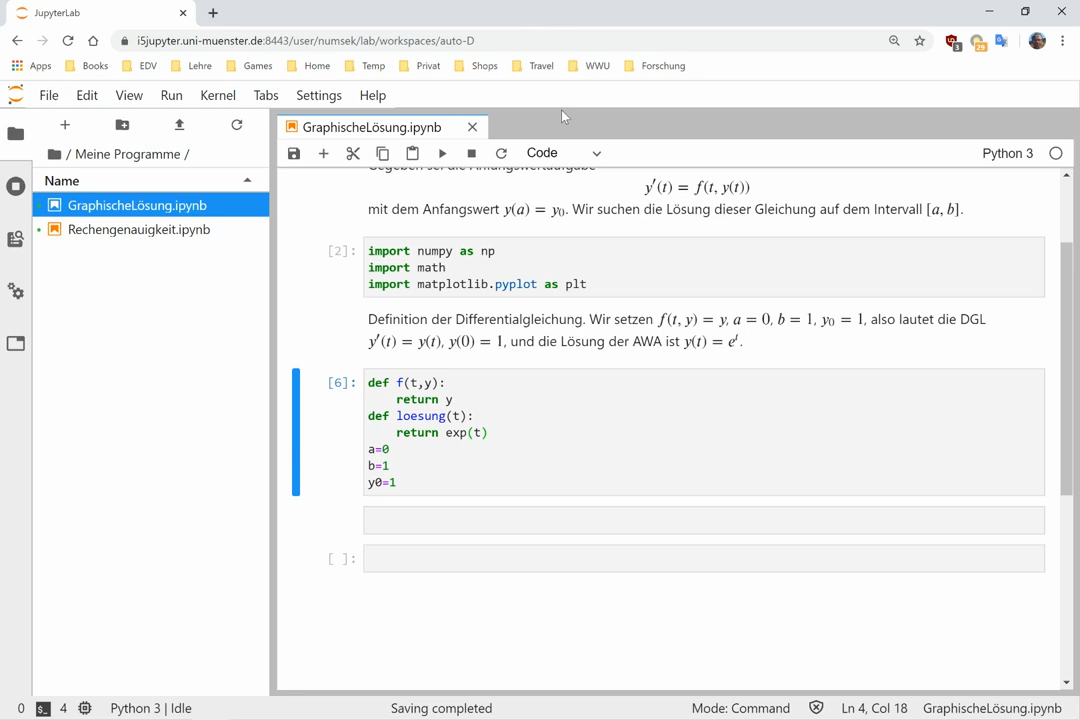 JupyterLab
i5jupyter.uni-muenster.de:8443/user/numsek/lab/workspaces/auto-D
3
29
Apps Books EDV Lehre Games Home Temp Privat Shops Travel WWU Forschung
File Edit View Run Kernel Tabs Settings Help
GraphischeLösung.ipynb
/ Meine Programme /
Code
Python 3
Name
GraphischeLösung.ipynb
Rechengenauigkeit.ipynb
Gegeben sei die Anfangswertaufgabe
y′(t) = f(t, y(t))
mit dem Anfangswert y(a) = y₀. Wir suchen die Lösung dieser Gleichung auf dem Intervall [a, b].
[2]: import numpy as np
import math
import matplotlib.pyplot as plt
Definition der Differentialgleichung. Wir setzen f(t, y) = y, a = 0, b = 1, y₀ = 1, also lautet die DGL
y′(t) = y(t), y(0) = 1, und die Lösung der AWA ist y(t) = eᵗ.
[6]: def f(t,y):
return y
def loesung(t):
return exp(t)
a=0
b=1
y0=1
[ ]:
0 4 Python 3 | Idle Saving completed Mode: Command Ln 4, Col 18 GraphischeLösung.ipynb